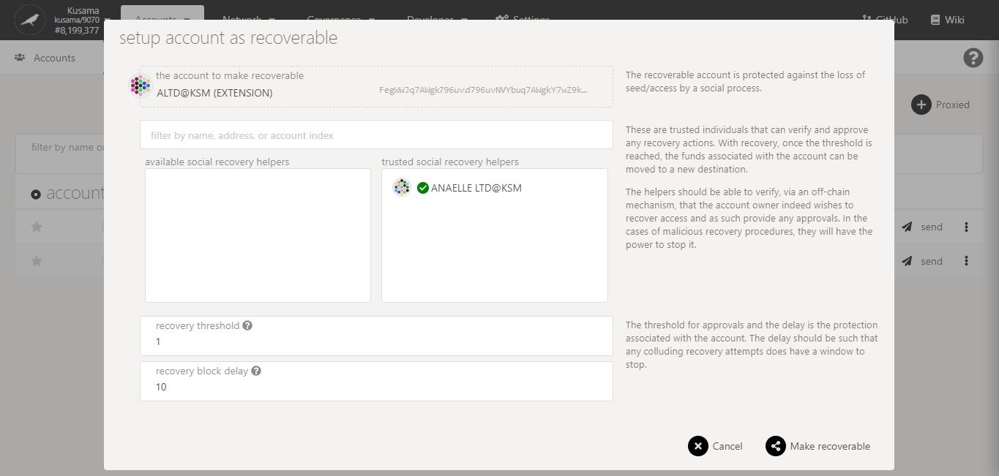 Kusama
kusama/9070
#8,199,377
Accounts
Network
Governance
Developer
Settings
GitHub
Wiki
Accounts
setup account as recoverable
the account to make recoverable
ALTD@KSM (EXTENSION)
The recoverable account is protected against the loss of
seed/access by a social process.
Proxied
filter by name, address, or account index
These are trusted individuals that can verify and approve
any recovery actions. With recovery, once the threshold is
reached, the funds associated with the account can be
moved to a new destination.
filter by name o
available social recovery helpers
trusted social recovery helpers
ANAELLE LTD@KSM
The helpers should be able to verify, via an off-chain
mechanism, that the account owner indeed wishes to
recover access and as such provide any approvals. In the
cases of malicious recovery procedures, they will have the
power to stop it.
account
send
send
recovery threshold
1
The threshold for approvals and the delay is the protection
associated with the account. The delay should be such that
any colluding recovery attempts does have a window to
stop.
recovery block delay
10
Cancel
Make recoverable